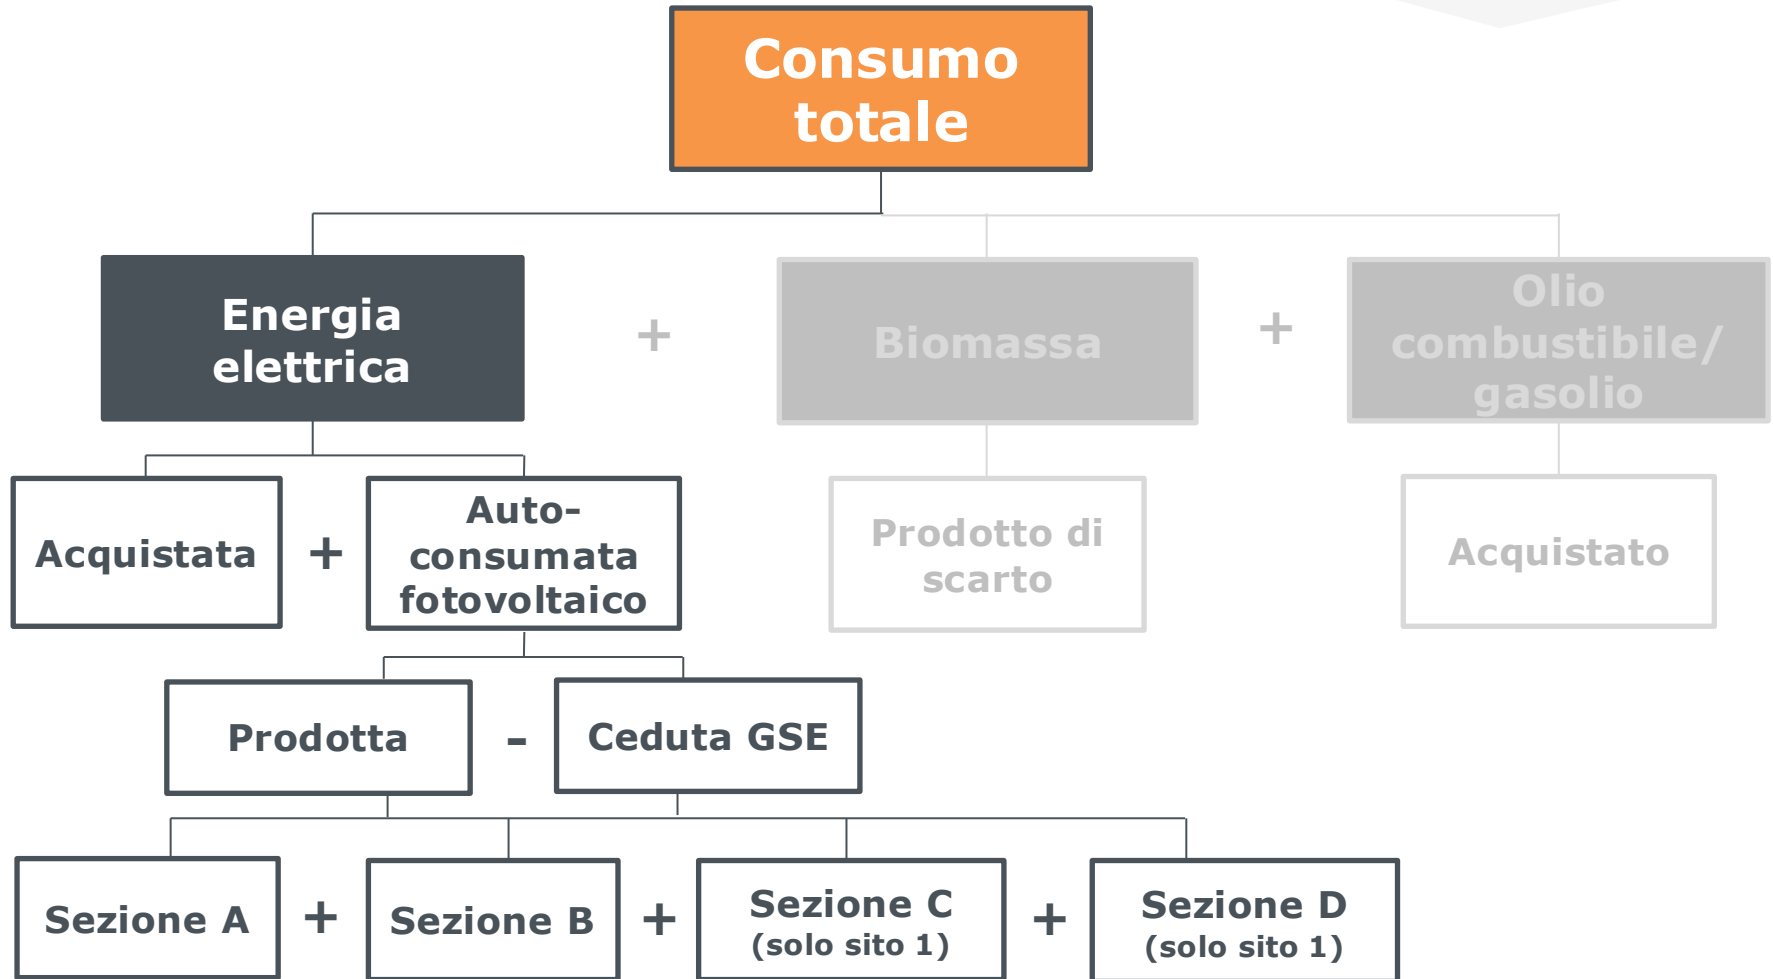 Consumo
totale
Energia
elettrica
+
Biomassa
+
Olio
combustibile/
gasolio
Acquistata
+
Auto-
consumata
fotovoltaico
Prodotto di
scarto
Acquistato
Prodotta
-
Ceduta GSE
Sezione A
+
Sezione B
+
Sezione C
(solo sito 1)
+
Sezione D
(solo sito 1)